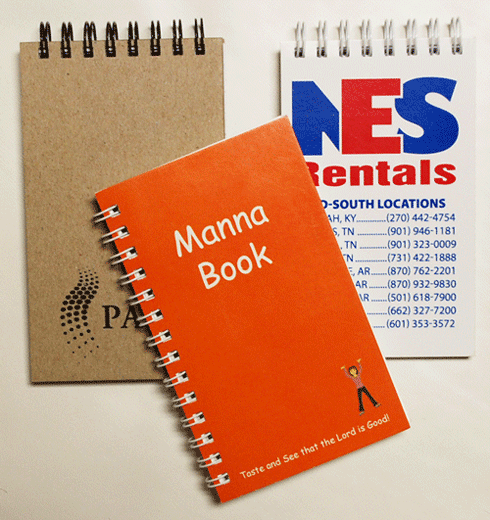 NES
Rentals
O-SOUTH LOCATIONS
AH, KY..............(270) 442-4754
S, TN..............(901) 946-1181
TN..............(901) 323-0009
TN..............(731) 422-1888
E, AR......(870) 762-2201
AR......(870) 932-9830
AR......(501) 618-7900
......(662) 327-7200
.....(601) 353-3572
PA
Manna
Book
Taste and See that the Lord is Good!